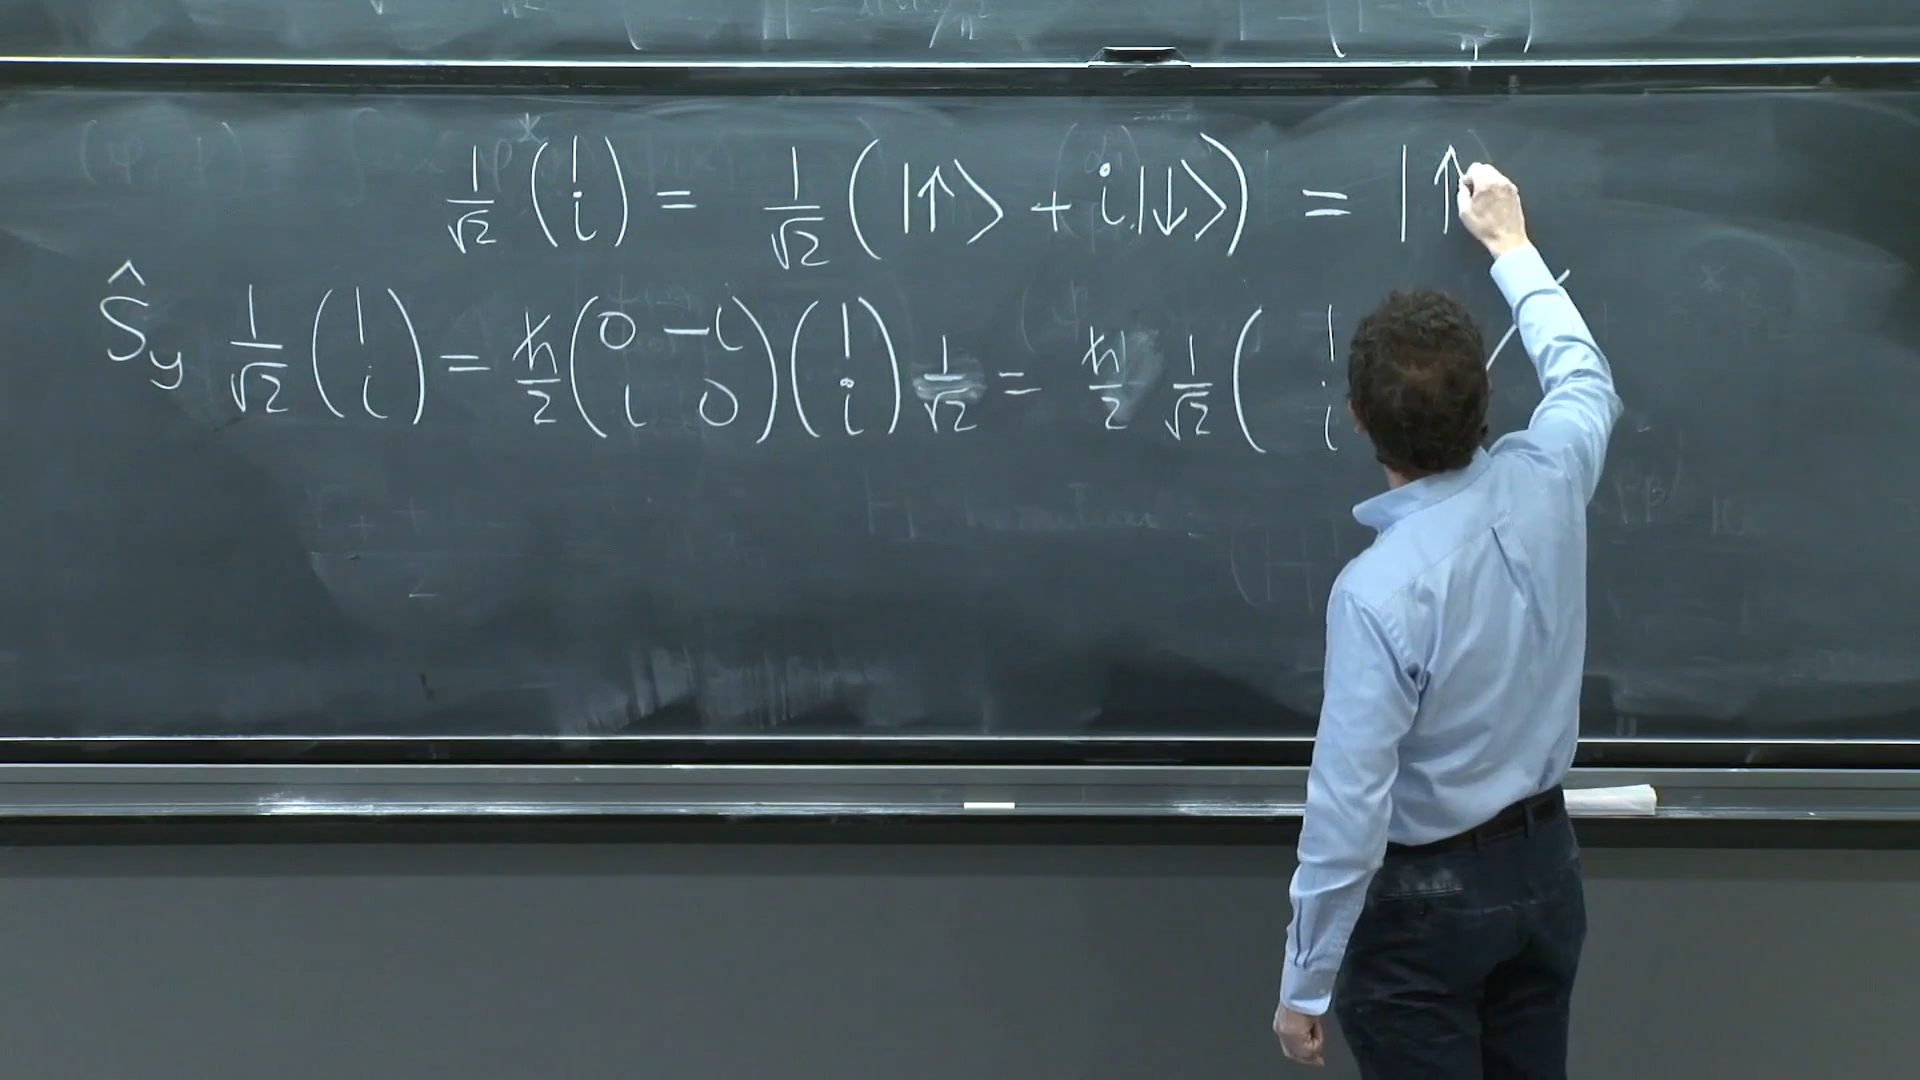 1/√2 (1 i) = 1/√2 (|↑⟩ + i|↓⟩) = |↑
Ŝy 1/√2 (1 i) = ℏ/2 (0 -i i 0) (1 i) 1/√2 = ℏ/2 1/√2 (1 i